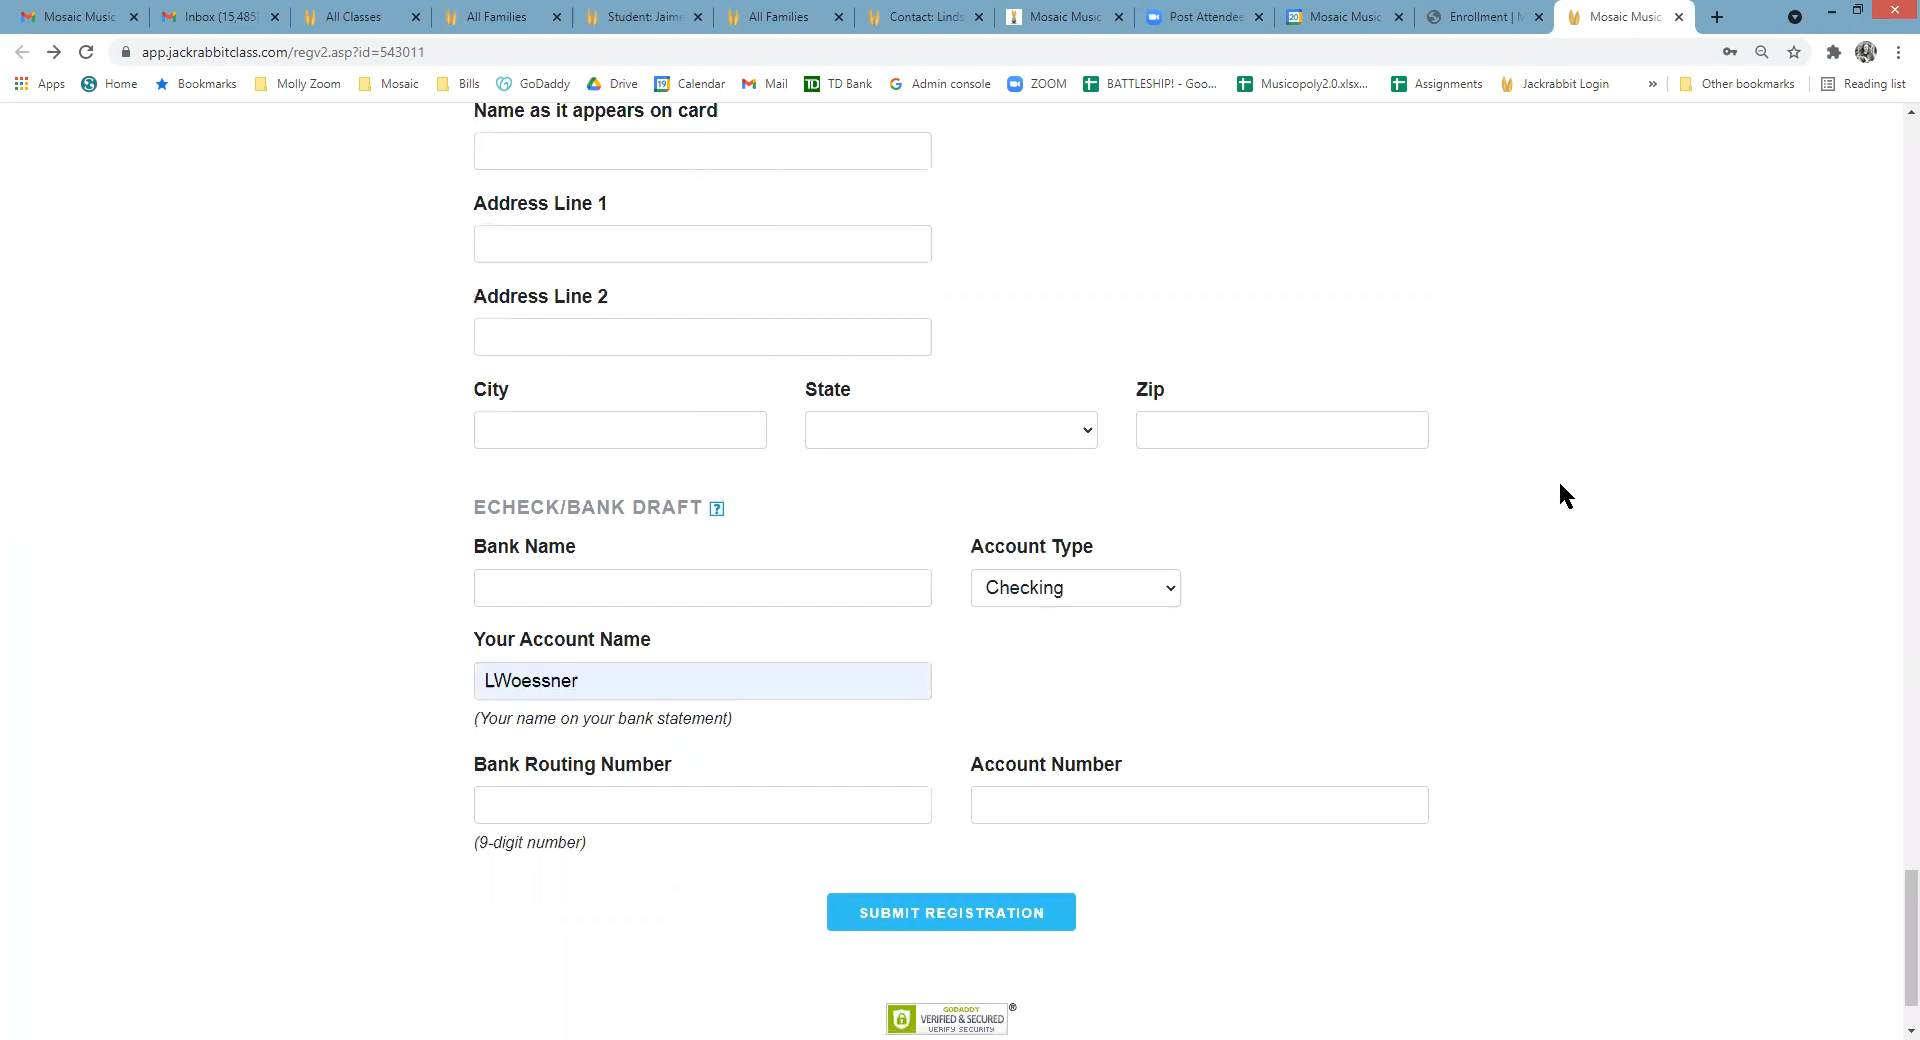 Mosaic Music
Inbox (15,485
All Classes
All Families
Student: Jaime
All Families
Contact: Linds
Mosaic Music
Post Attendee
Mosaic Music
Enrollment | M
Mosaic Music
app.jackrabbitclass.com/regv2.asp?id=543011
Apps
Home
Bookmarks
Molly Zoom
Mosaic
Bills
GoDaddy
Drive
Calendar
Mail
TD Bank
Admin console
ZOOM
BATTLESHIP! - Goo...
Musicopoly2.0.xlsx...
Assignments
Jackrabbit Login
»
Other bookmarks
Reading list
Name as it appears on card
Address Line 1
Address Line 2
City State Zip
ECHECK/BANK DRAFT ?
Bank Name Account Type
Checking
Your Account Name
LWoessner
(Your name on your bank statement)
Bank Routing Number Account Number
(9-digit number)
SUBMIT REGISTRATION
GODADDY
VERIFIED & SECURED
VERIFY SECURITY
®